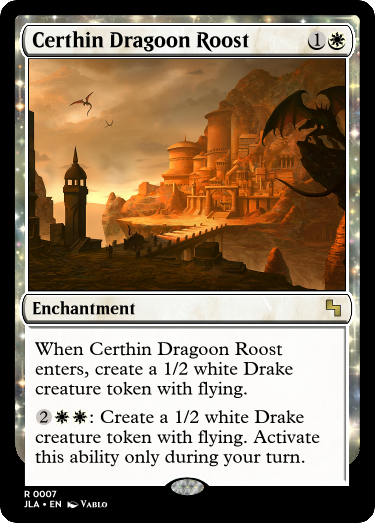 Certhin Dragoon Roost 1
Enchantment
When Certhin Dragoon Roost
enters, create a 1/2 white Drake
creature token with flying.
2: Create a 1/2 white Drake
creature token with flying. Activate
this ability only during your turn.
R 0007
JLA • EN Vablo